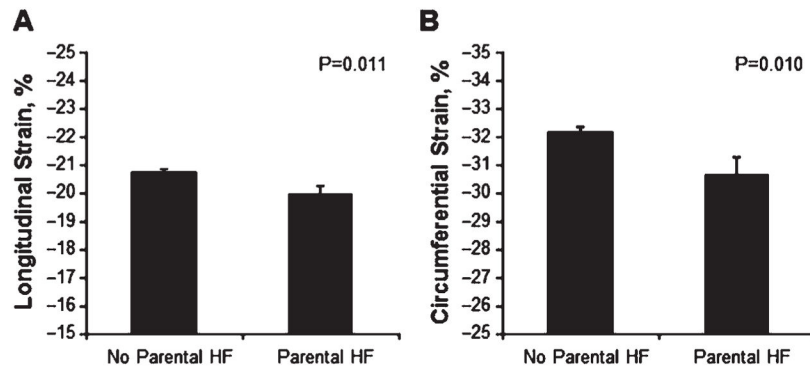 A
Longitudinal Strain, %
−25
−24
−23
−22
−21
−20
−19
−18
−17
−16
−15
P=0.011
No Parental HF
Parental HF
B
Circumferential Strain, %
−35
−34
−33
−32
−31
−30
−29
−28
−27
−26
−25
P=0.010
No Parental HF
Parental HF